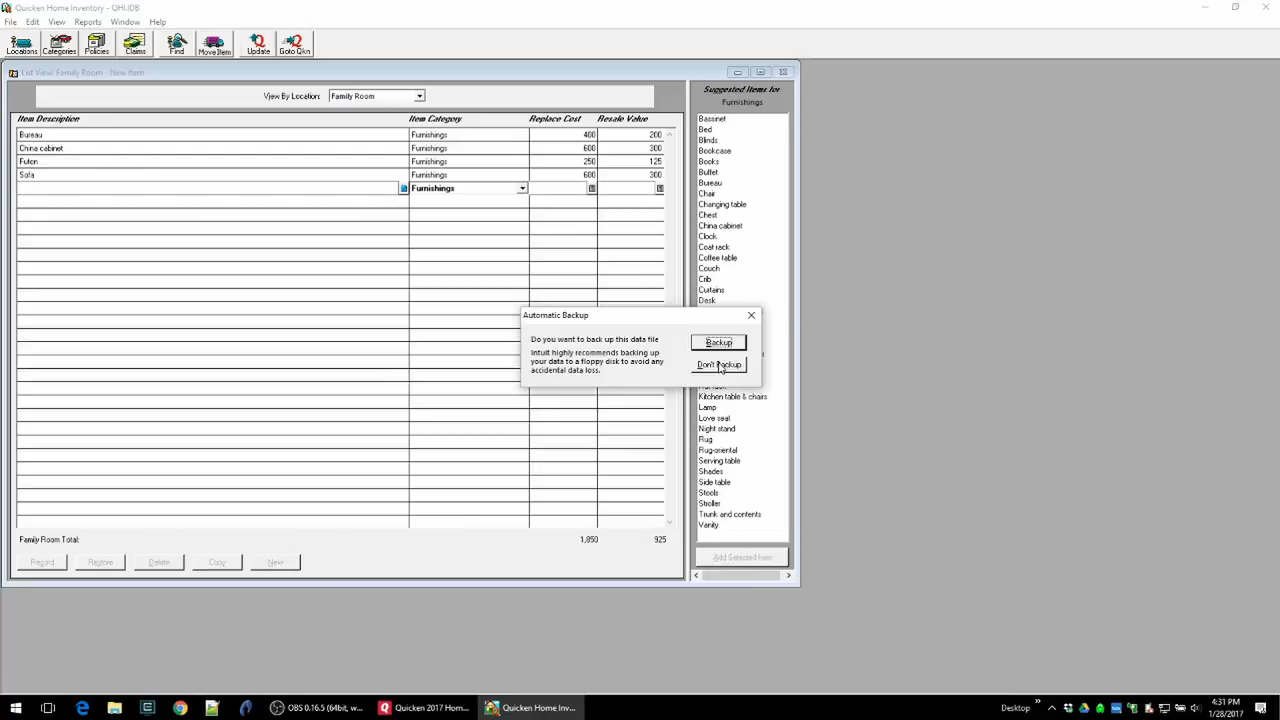 Quicken Home Inventory - QHI.IDB
File Edit View Reports Window Help
Locations Categories Policies Claims Find Move Item Update Goto Qkn
List View: Family Room - New Item
View By Location: Family Room
Item Description Item Category Replace Cost Resale Value
Bureau Furnishings 400 200
China cabinet Furnishings 600 300
Futon Furnishings 250 125
Sofa Furnishings 600 300
Furnishings
Family Room Total: 1,850 925
Record Restore Delete Copy New
Suggested Items for
Furnishings
Bassinet
Bed
Blinds
Bookcase
Books
Buffet
Bureau
Chair
Changing table
Chest
China cabinet
Clock
Coat rack
Coffee table
Couch
Crib
Curtains
Desk
Kitchen table & chairs
Lamp
Love seat
Night stand
Rug
Rug-oriental
Serving table
Shades
Side table
Stools
Stroller
Trunk and contents
Vanity
Add Selected Item
Automatic Backup
Do you want to back up this data file
Intuit highly recommends backing up
your data to a floppy disk to avoid any
accidental data loss.
Backup
Don't Backup
OBS 0.16.5 (64bit, w... Quicken 2017 Hom... Quicken Home Inv...
Desktop
4:31 PM
1/28/2017